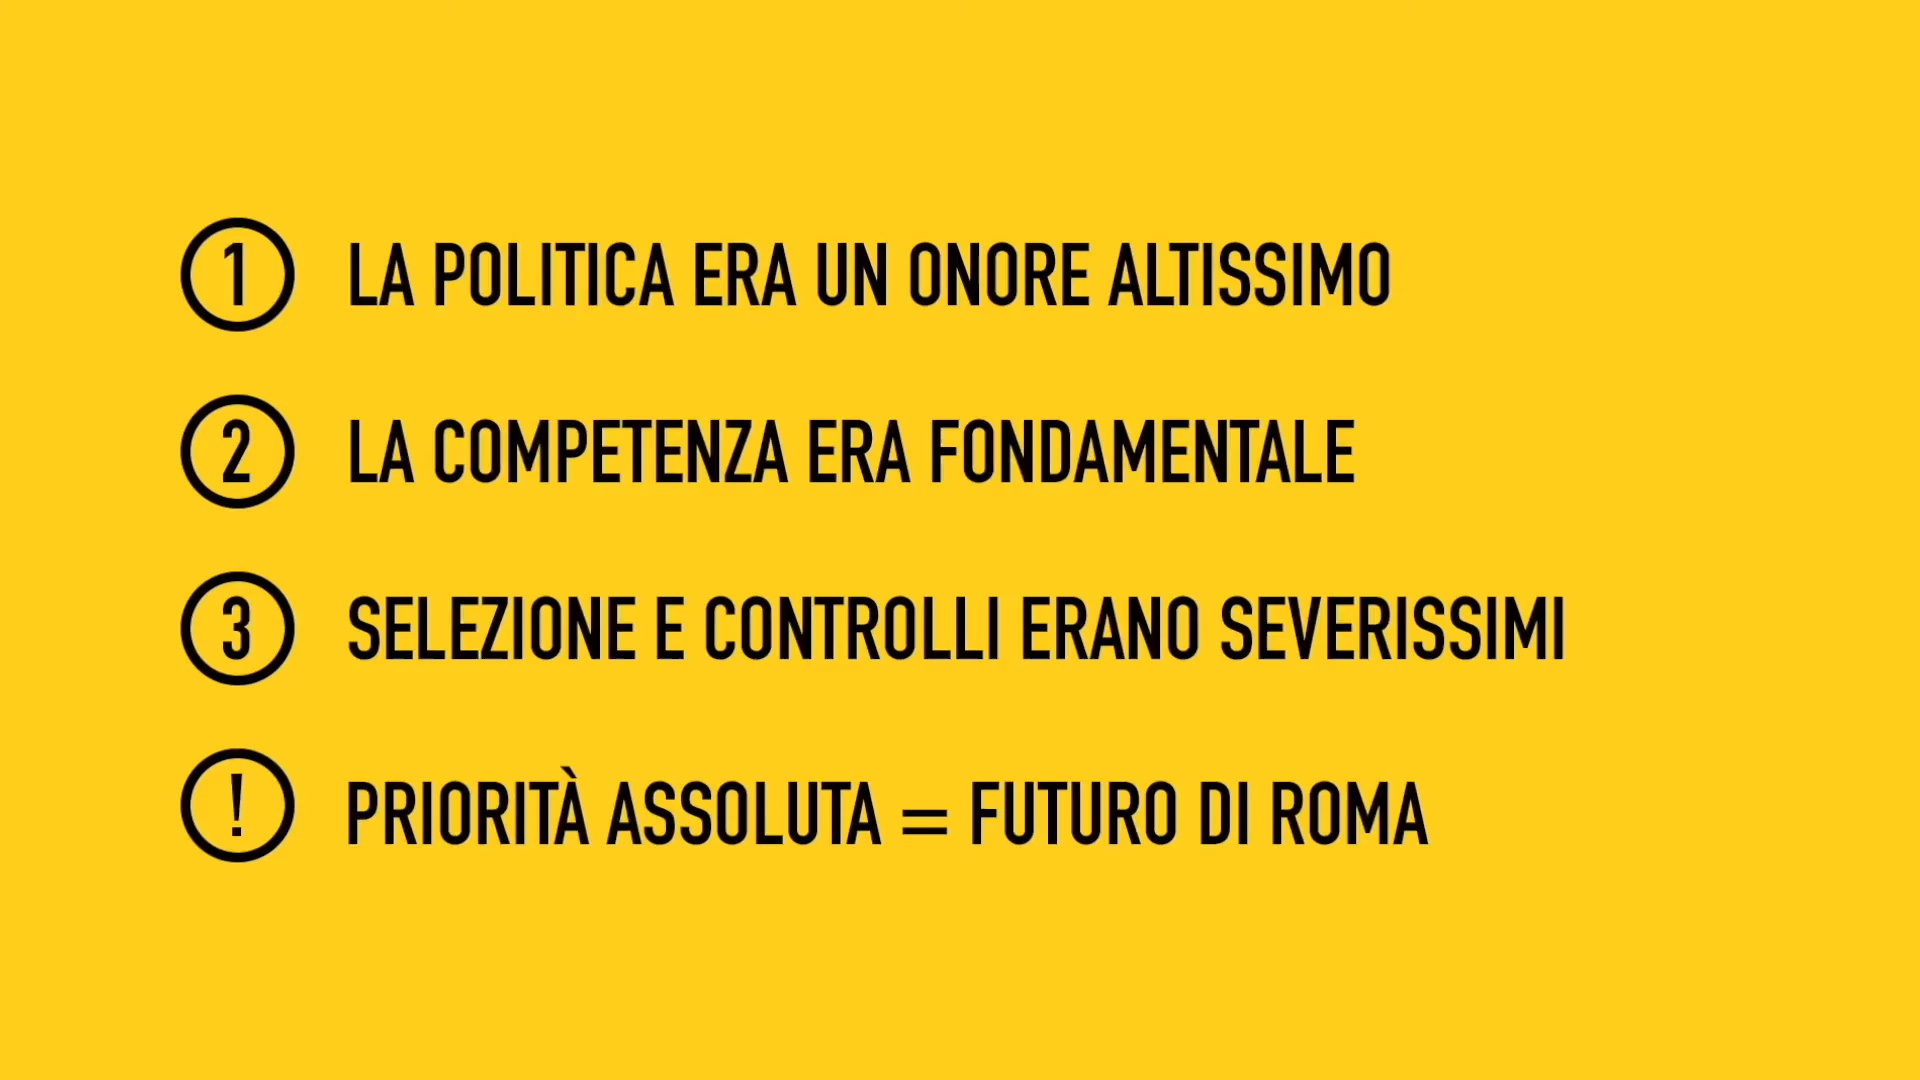 1 LA POLITICA ERA UN ONORE ALTISSIMO
2 LA COMPETENZA ERA FONDAMENTALE
3 SELEZIONE E CONTROLLI ERANO SEVERISSIMI
! PRIORITÀ ASSOLUTA = FUTURO DI ROMA